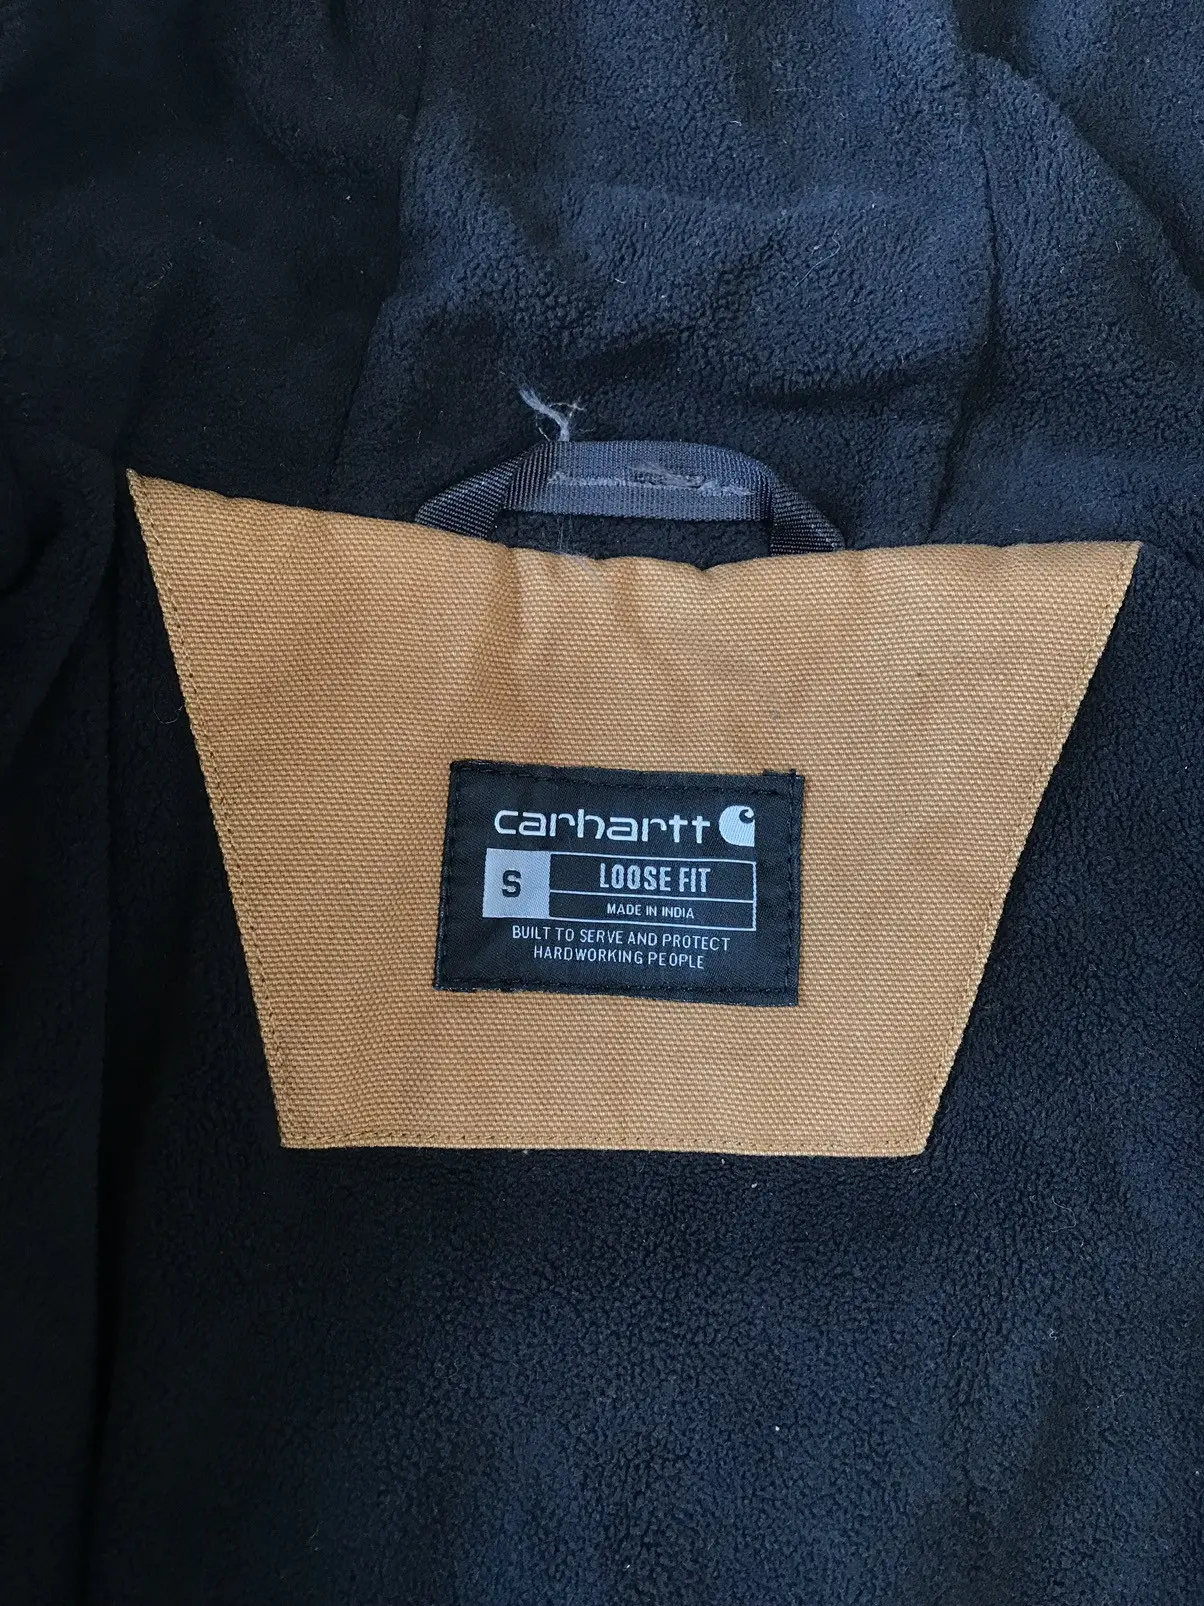 carhartt
S
LOOSE FIT
MADE IN INDIA
BUILT TO SERVE AND PROTECT
HARDWORKING PEOPLE